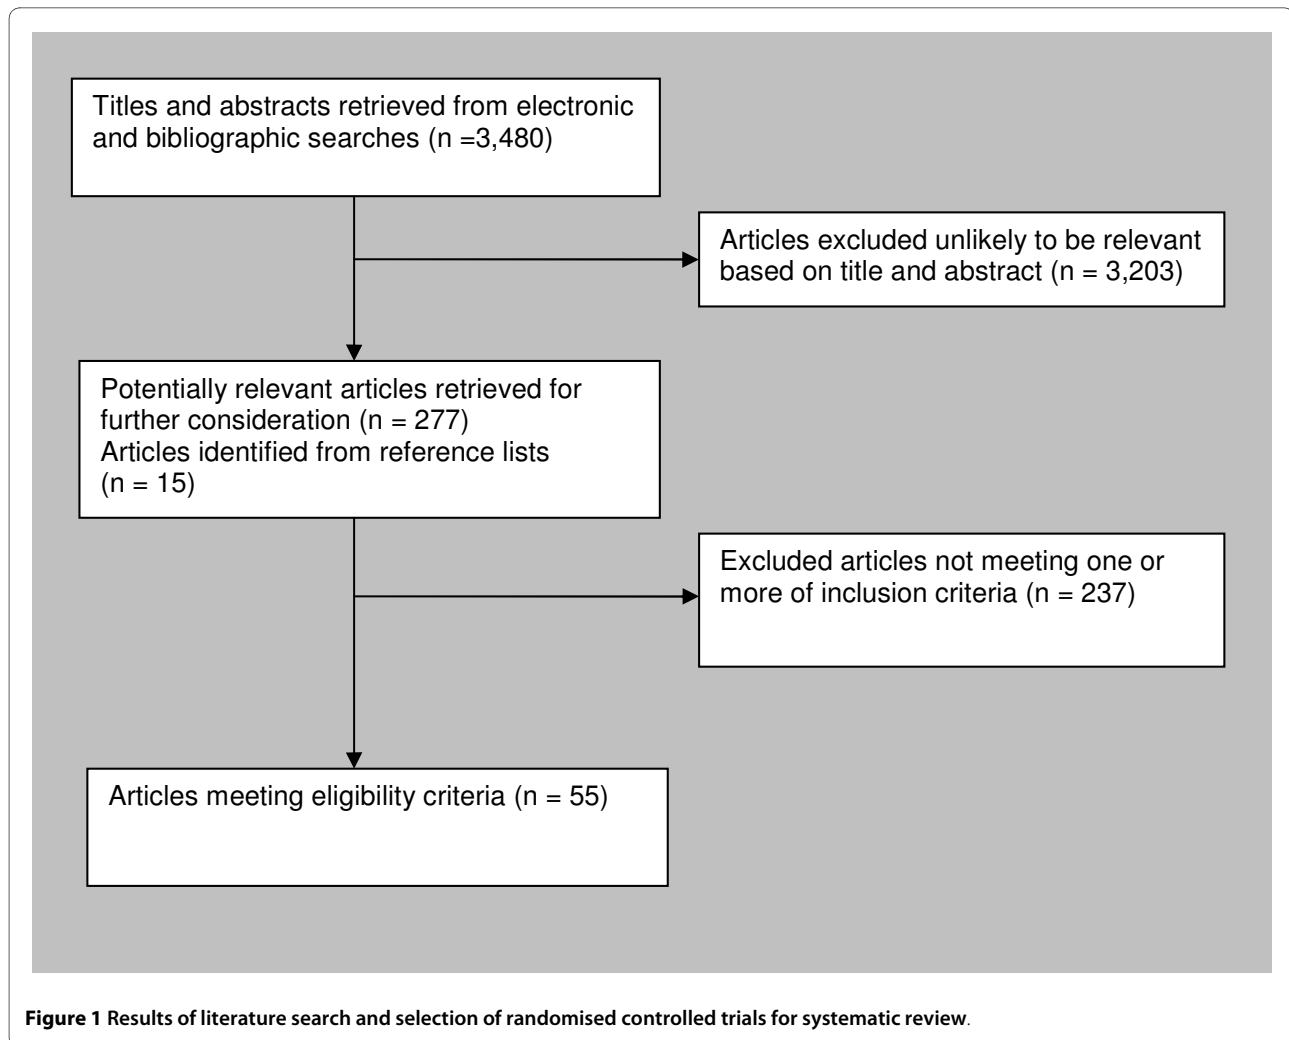 Titles and abstracts retrieved from electronic
and bibliographic searches (n =3,480)
Articles excluded unlikely to be relevant
based on title and abstract (n = 3,203)
Potentially relevant articles retrieved for
further consideration (n = 277)
Articles identified from reference lists
(n = 15)
Excluded articles not meeting one or
more of inclusion criteria (n = 237)
Articles meeting eligibility criteria (n = 55)
Figure 1 Results of literature search and selection of randomised controlled trials for systematic review.